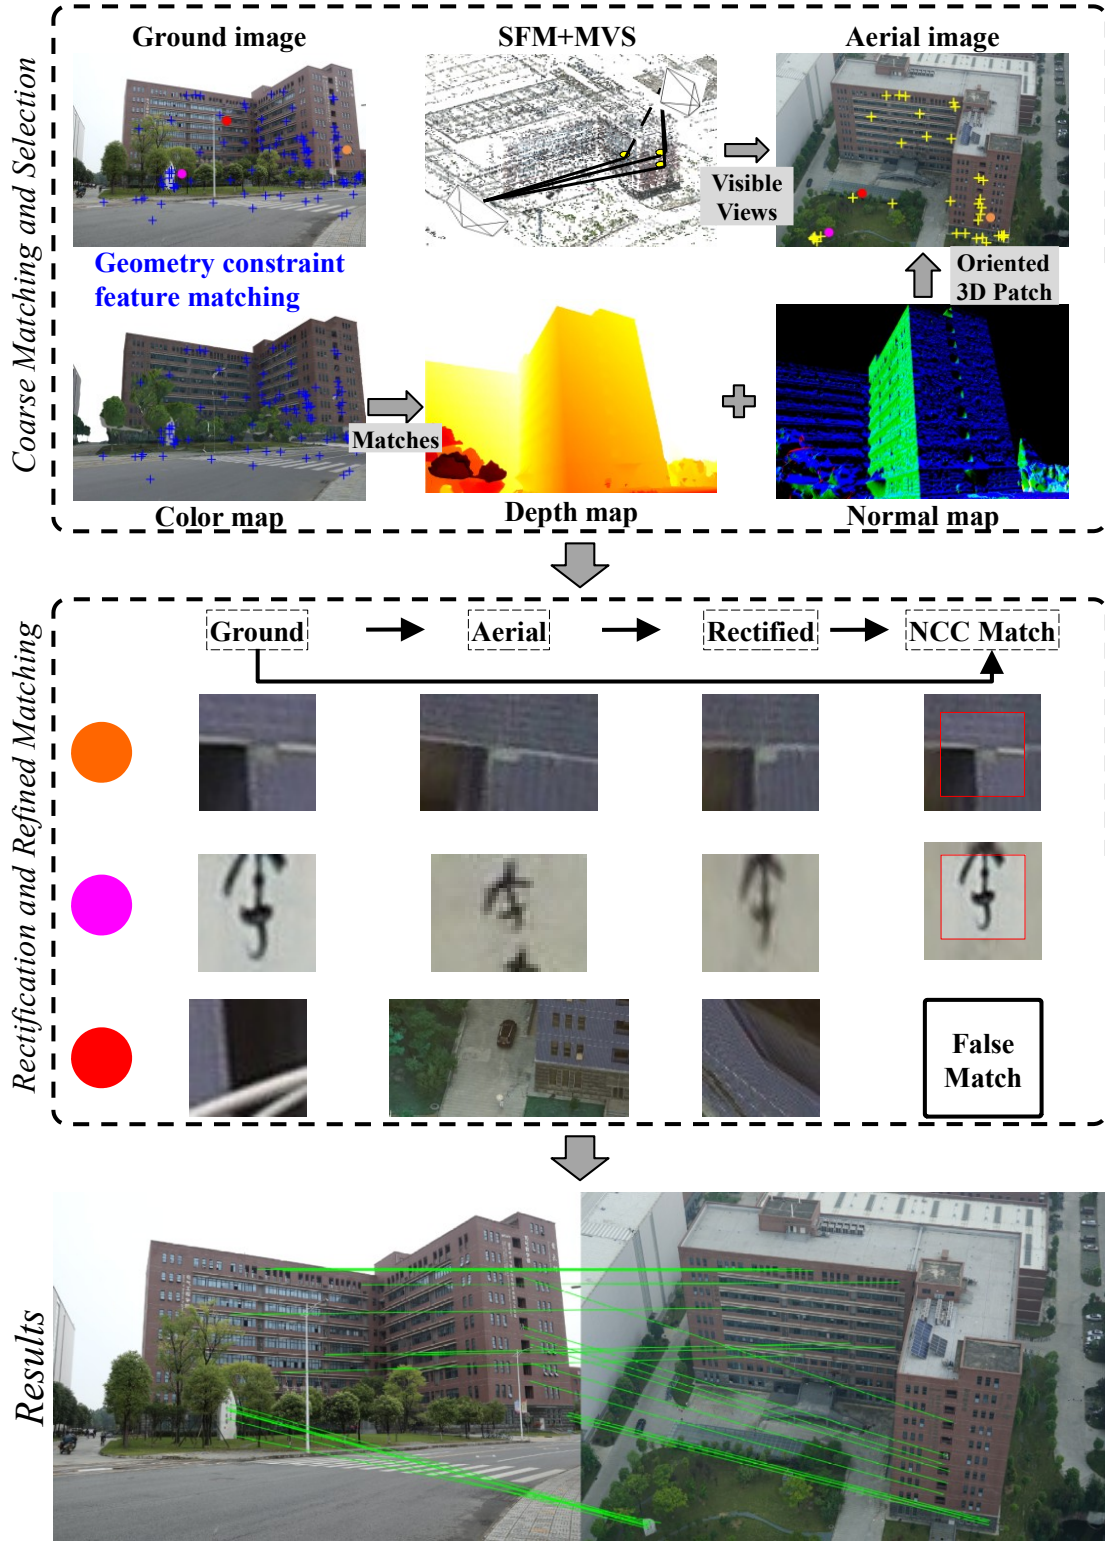 Coarse Matching and Selection
Ground image
SFM+MVS
Aerial image
Visible
Views
Geometry constraint
feature matching
Oriented
3D Patch
Matches
Color map
Depth map
Normal map
Rectification and Refined Matching
Ground
Aerial
Rectified
NCC Match
False
Match
Results